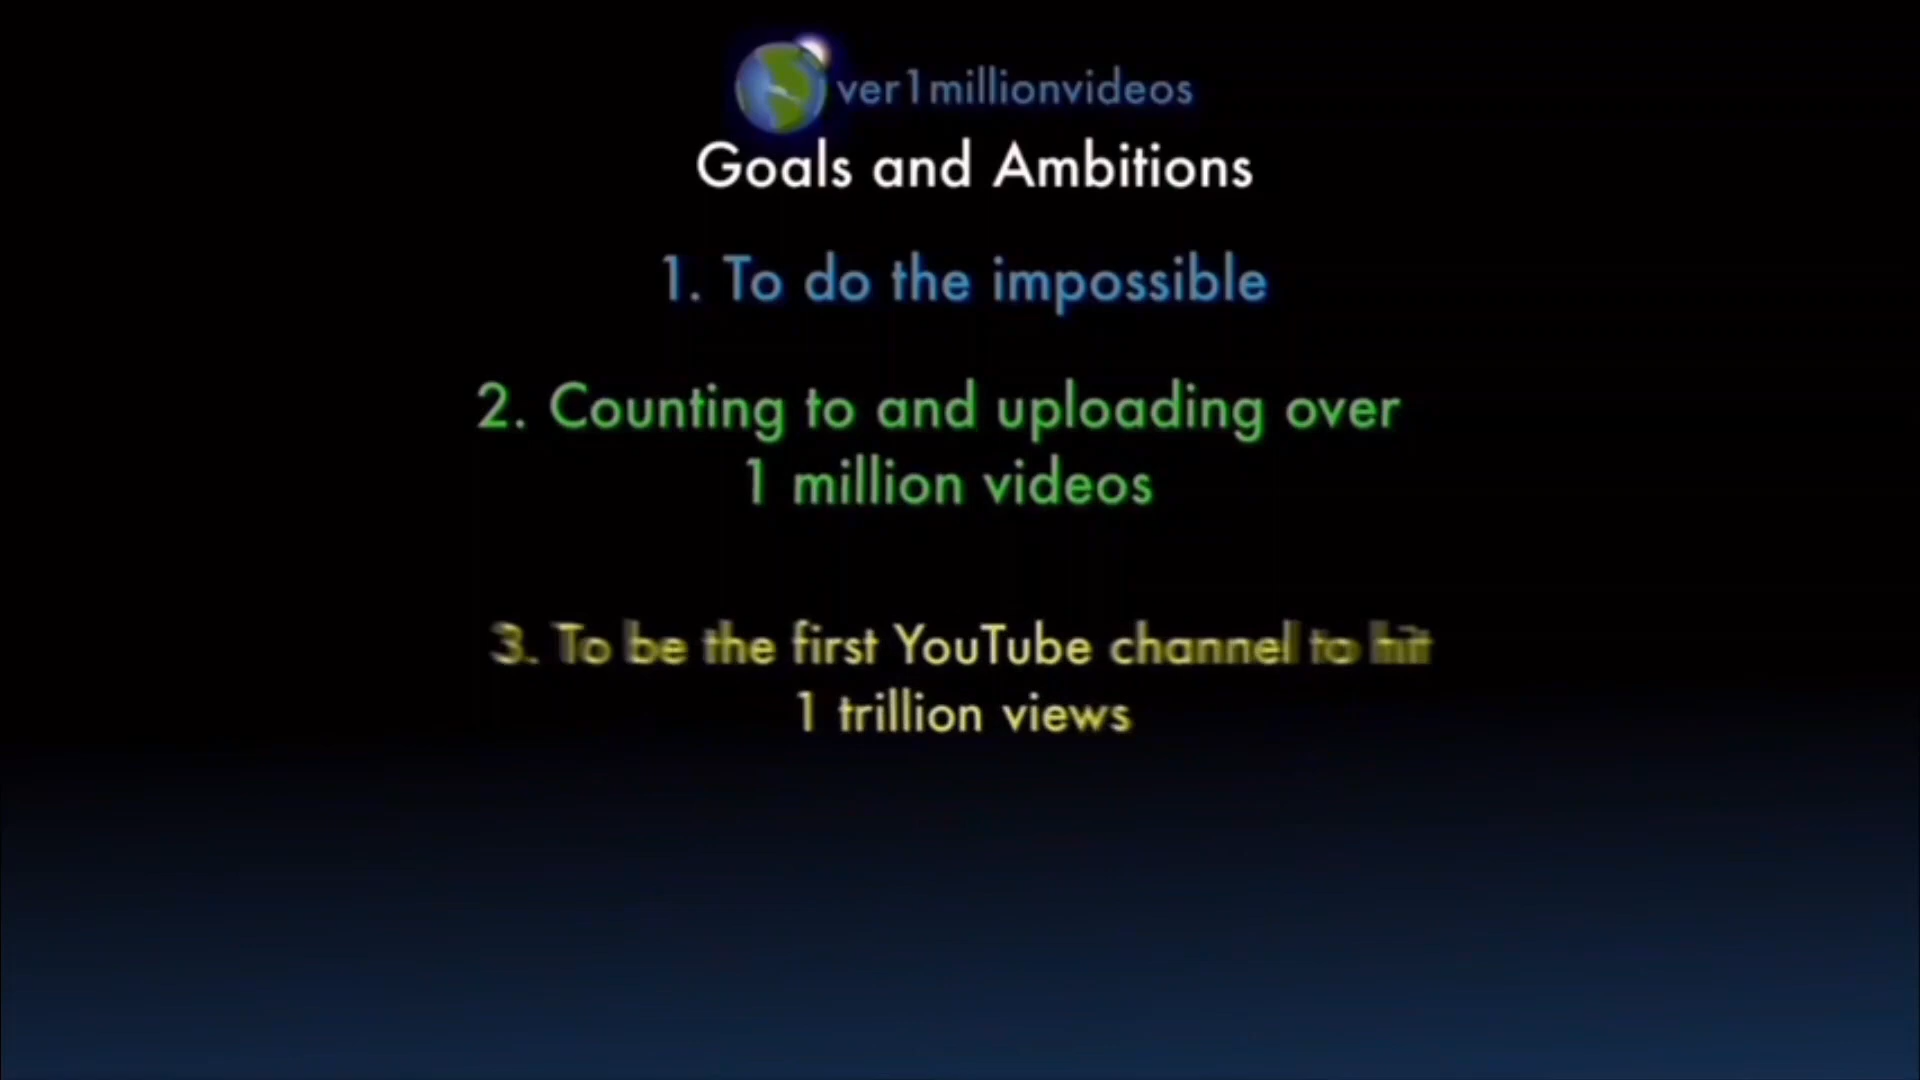 ver1millionvideos
Goals and Ambitions
1. To do the impossible
2. Counting to and uploading over
1 million videos
3. To be the first YouTube channel to hit
1 trillion views